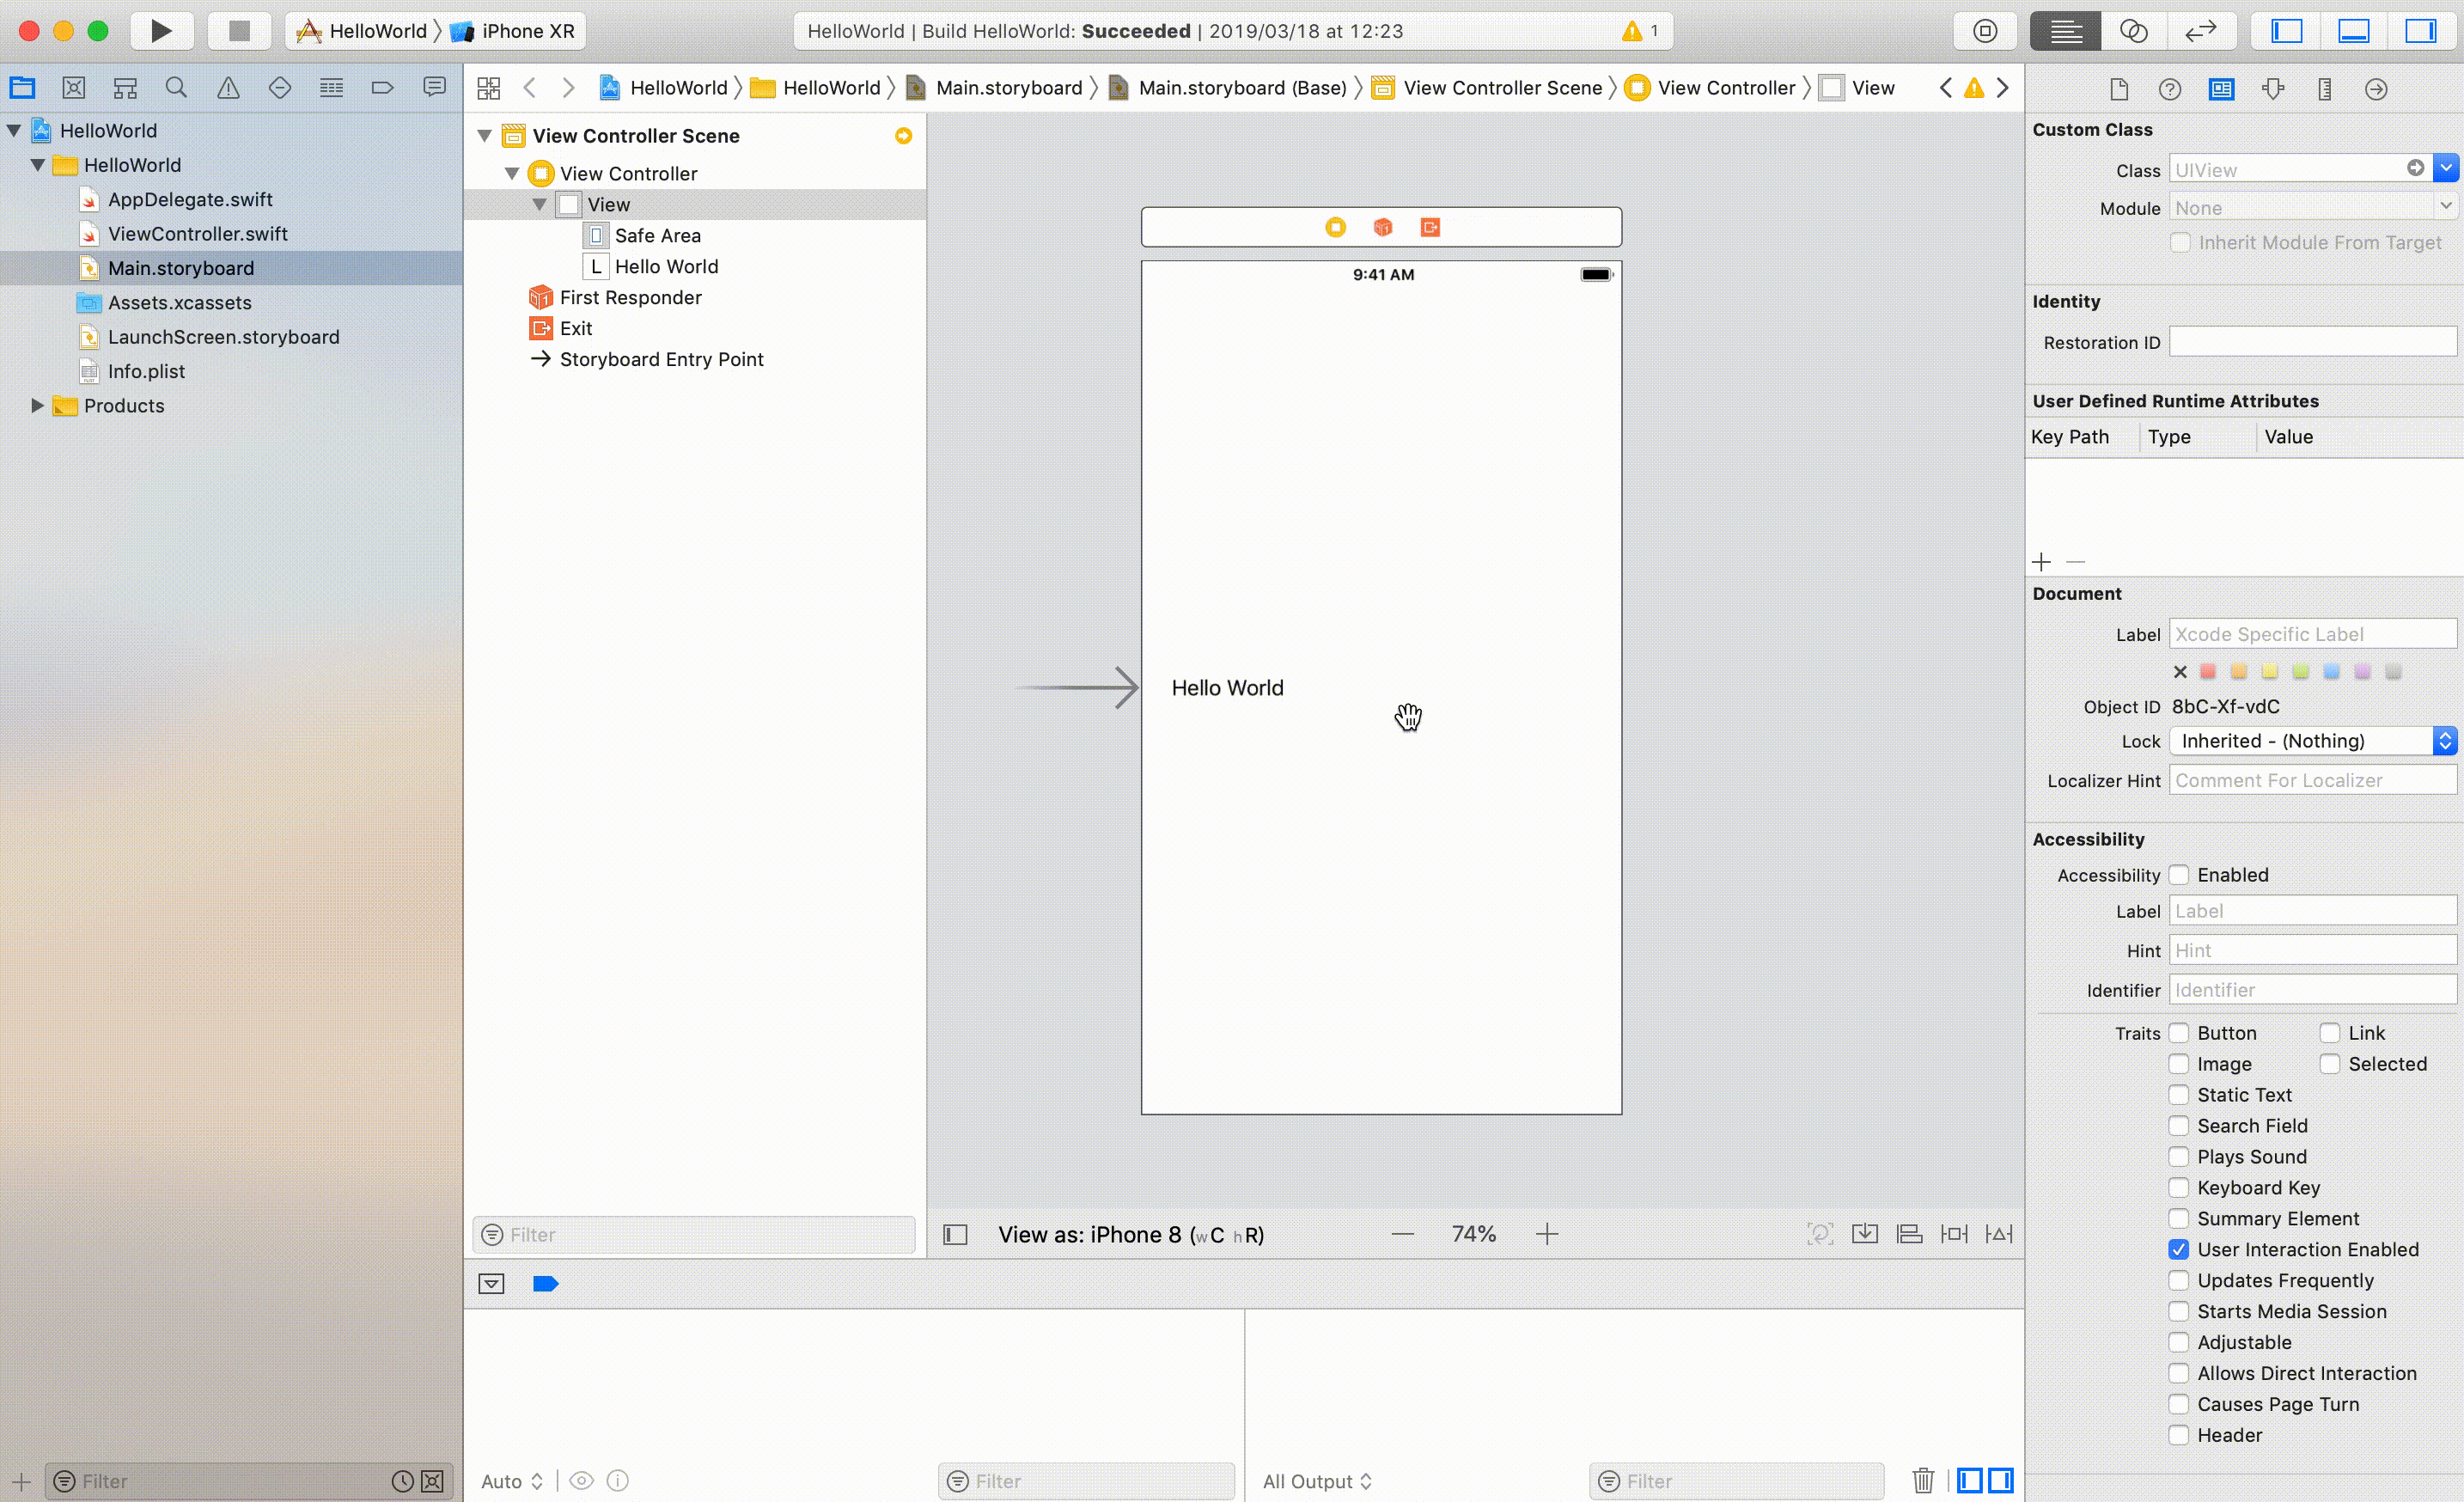 HelloWorld 〉 iPhone XR
HelloWorld | Build HelloWorld: Succeeded | 2019/03/18 at 12:23
1
HelloWorld
HelloWorld
AppDelegate.swift
ViewController.swift
Main.storyboard
Assets.xcassets
LaunchScreen.storyboard
Info.plist
Products
Filter
HelloWorld 〉 HelloWorld 〉 Main.storyboard 〉 Main.storyboard (Base) 〉 View Controller Scene 〉 View Controller 〉 View
View Controller Scene
View Controller
View
Safe Area
L Hello World
First Responder
Exit
Storyboard Entry Point
Filter
9:41 AM
Hello World
View as: iPhone 8 (wC hR)
74%
Auto
Filter
All Output
Filter
Custom Class
Class UIView
Module None
Inherit Module From Target
Identity
Restoration ID
User Defined Runtime Attributes
Key Path Type Value
Document
Label Xcode Specific Label
Object ID 8bC-Xf-vdC
Lock Inherited - (Nothing)
Localizer Hint Comment For Localizer
Accessibility
Accessibility Enabled
Label Label
Hint Hint
Identifier Identifier
Traits Button Link
Image Selected
Static Text
Search Field
Plays Sound
Keyboard Key
Summary Element
User Interaction Enabled
Updates Frequently
Starts Media Session
Adjustable
Allows Direct Interaction
Causes Page Turn
Header